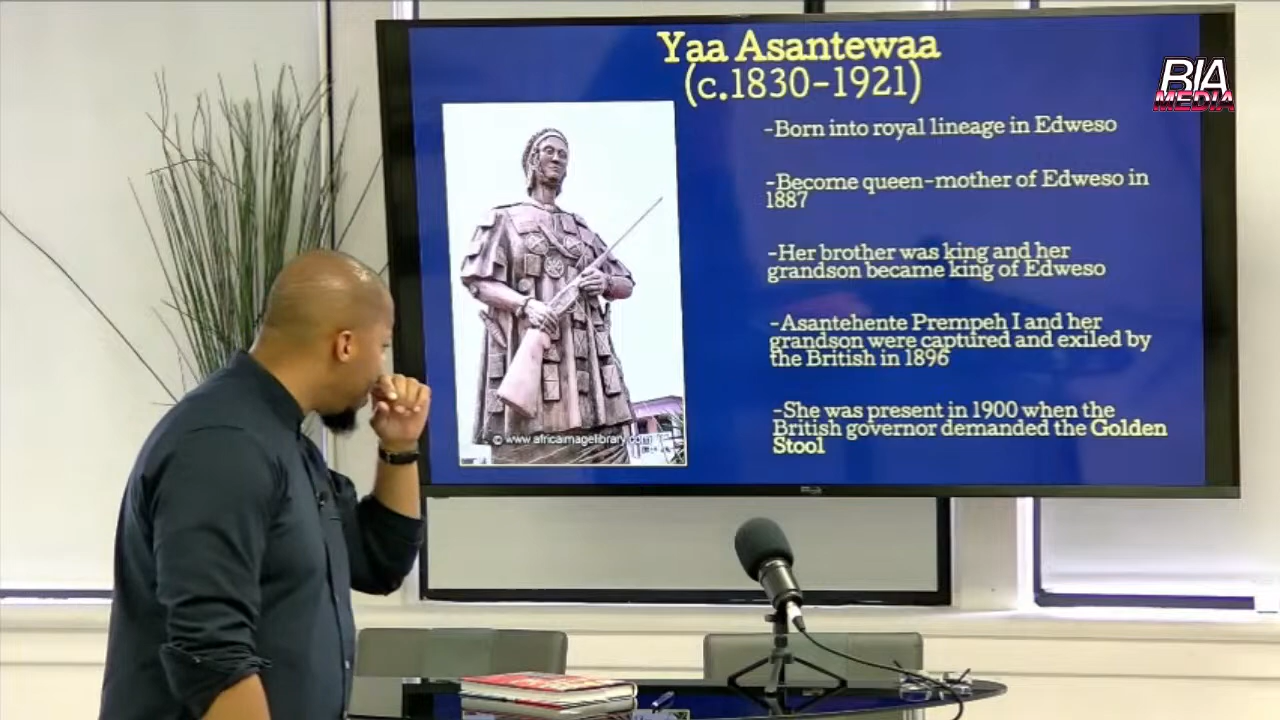 Yaa Asantewaa
(c.1830-1921)
BIA
MEDIA
-Born into royal lineage in Edweso
-Become queen-mother of Edweso in
1887
-Her brother was king and her
grandson became king of Edweso
-Asantehente Prempeh I and her
grandson were captured and exiled by
the British in 1896
-She was present in 1900 when the
British governor demanded the Golden
Stool
© www.africaimagelibrary.com